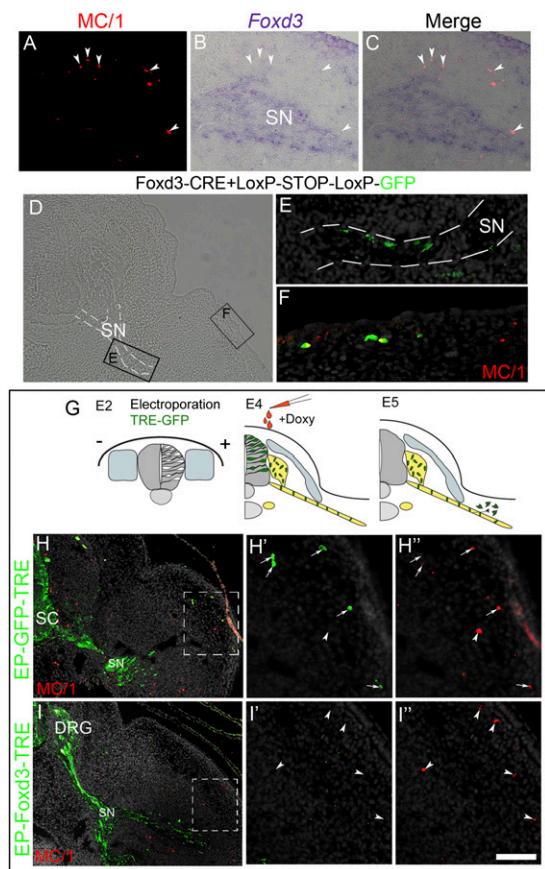 MC/1 Foxd3 Merge
A B C
SN
Foxd3-CRE+LoxP-STOP-LoxP-GFP
D E
SN
SN
F
E
F
MC/1
G E2 Electroporation E4 E5
TRE-GFP +Doxy
- +
H H' H''
EP-GFP-TRE
SC
SN
MC/1
I I' I''
EP-Foxd3-TRE
DRG
SN
MC/1